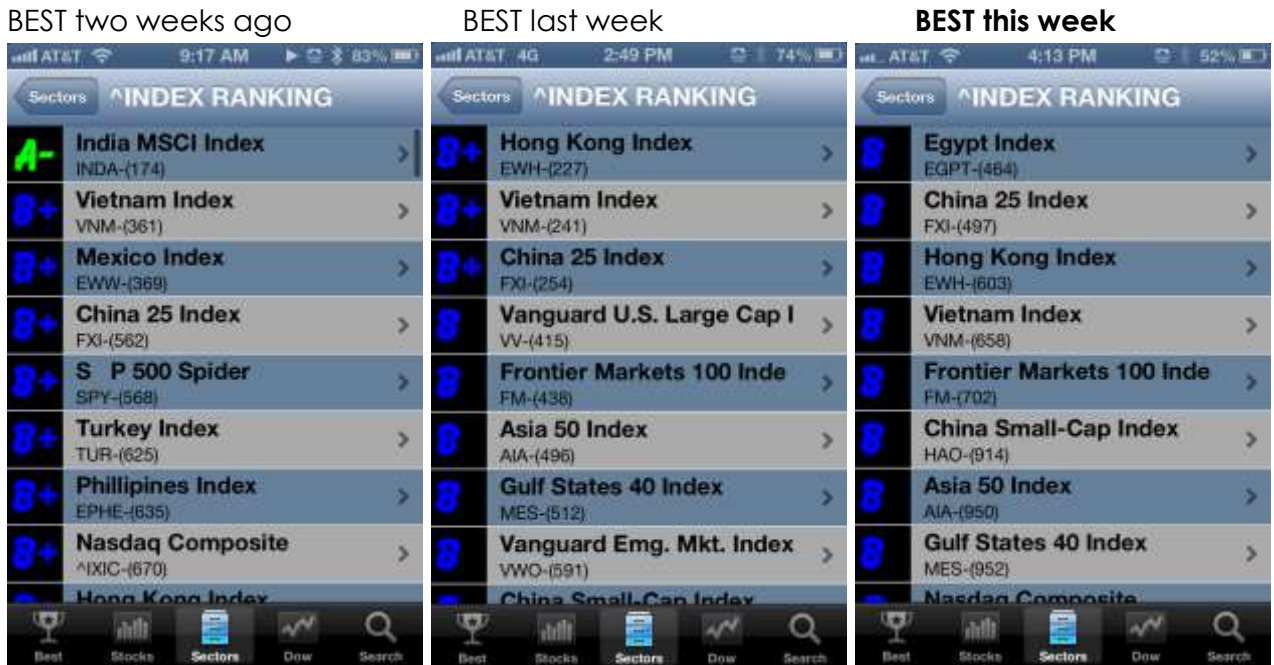 BEST two weeks ago
AT&T 9:17 AM 83%
Sectors ^INDEX RANKING
A- India MSCI Index
INDA-(174)
B+ Vietnam Index
VNM-(361)
B+ Mexico Index
EWW-(369)
B+ China 25 Index
FXI-(562)
B+ S P 500 Spider
SPY-(568)
B+ Turkey Index
TUR-(625)
B+ Phillipines Index
EPHE-(635)
B+ Nasdaq Composite
^IXIC-(670)
Hong Kong Index
Best Stocks Sectors Dow Search
BEST last week
AT&T 4G 2:49 PM 74%
Sectors ^INDEX RANKING
B+ Hong Kong Index
EWH-(227)
B+ Vietnam Index
VNM-(241)
B+ China 25 Index
FXI-(254)
B Vanguard U.S. Large Cap I
VV-(415)
B Frontier Markets 100 Inde
FM-(438)
B Asia 50 Index
AIA-(496)
B Gulf States 40 Index
MES-(512)
B Vanguard Emg. Mkt. Index
VWO-(591)
China Small-Cap Index
Best Stocks Sectors Dow Search
BEST this week
AT&T 4:13 PM 52%
Sectors ^INDEX RANKING
B Egypt Index
EGPT-(464)
B China 25 Index
FXI-(497)
B Hong Kong Index
EWH-(603)
B Vietnam Index
VNM-(658)
B Frontier Markets 100 Inde
FM-(702)
B China Small-Cap Index
HAO-(914)
B Asia 50 Index
AIA-(950)
B Gulf States 40 Index
MES-(952)
Nasdaq Composite
Best Stocks Sectors Dow Search